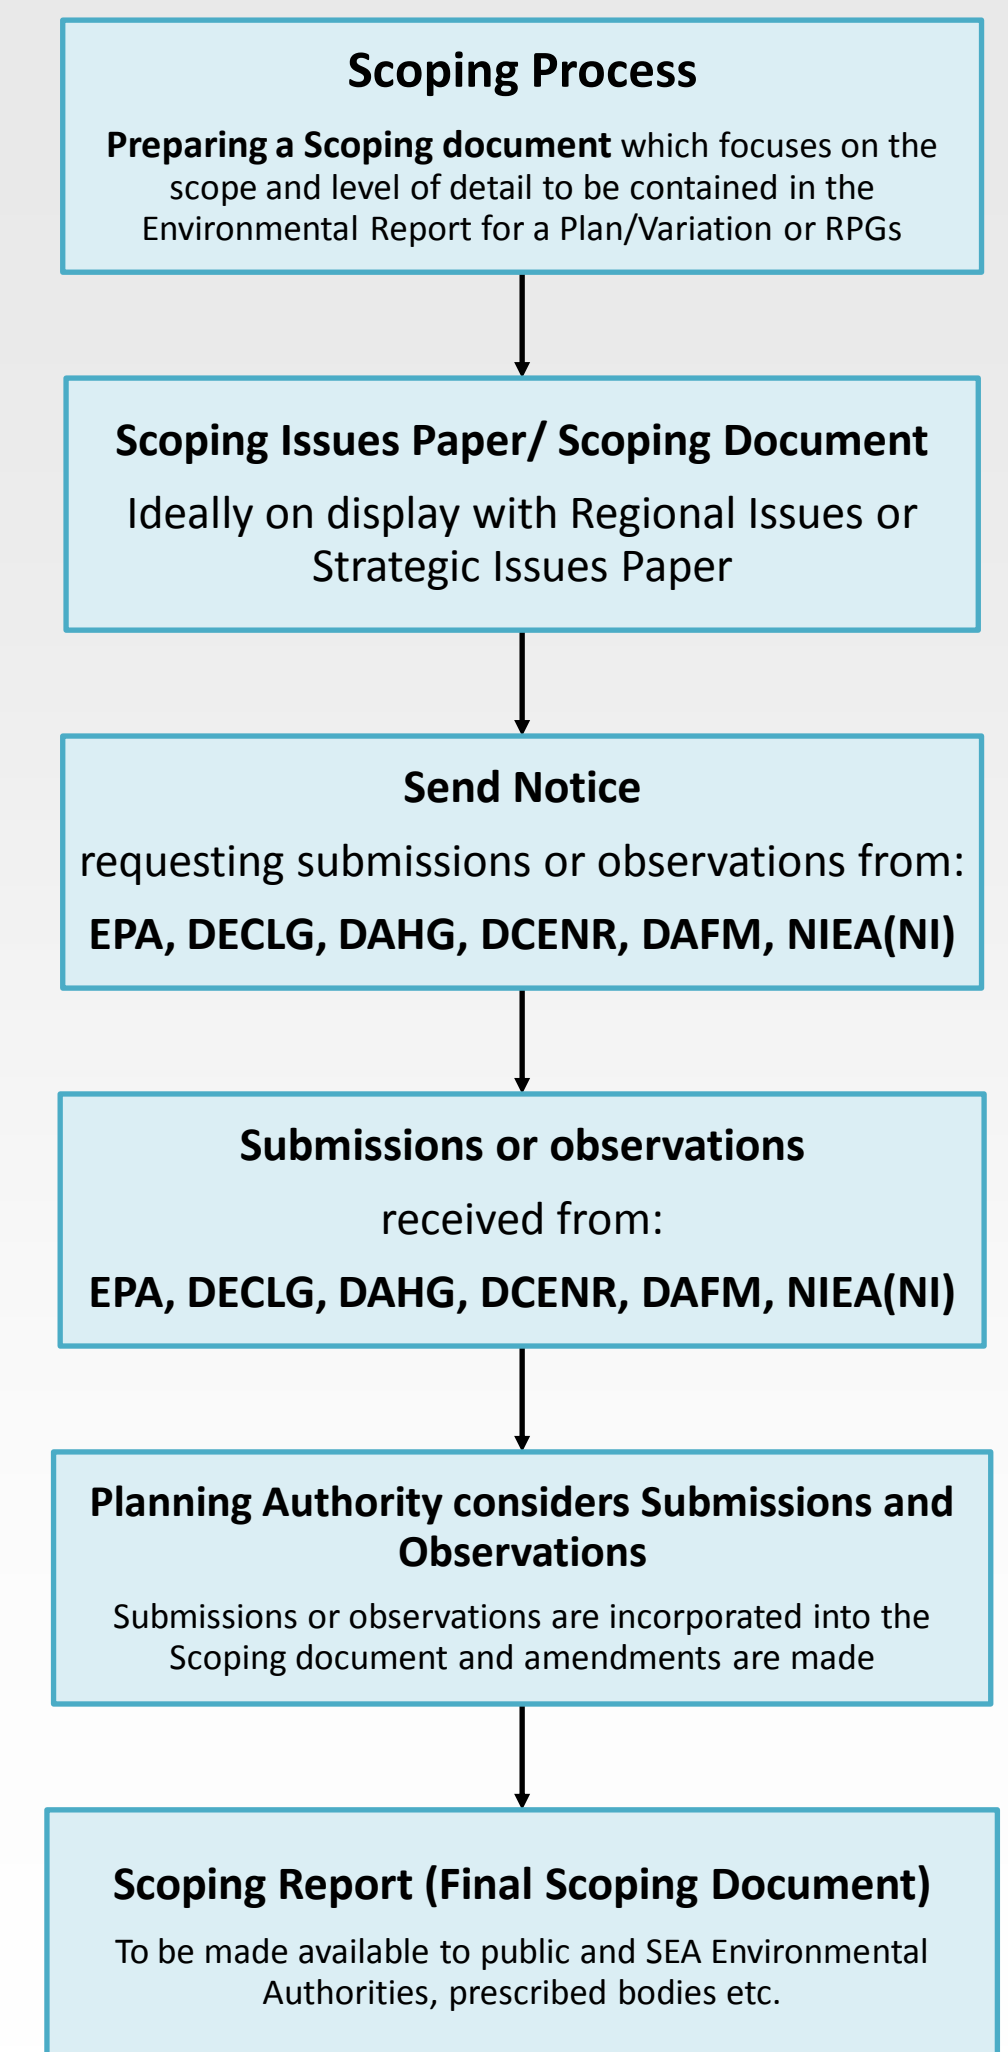 Scoping Process
Preparing a Scoping document which focuses on the
scope and level of detail to be contained in the
Environmental Report for a Plan/Variation or RPGs
Scoping Issues Paper/ Scoping Document
Ideally on display with Regional Issues or
Strategic Issues Paper
Send Notice
requesting submissions or observations from:
EPA, DECLG, DAHG, DCENR, DAFM, NIEA(NI)
Submissions or observations
received from:
EPA, DECLG, DAHG, DCENR, DAFM, NIEA(NI)
Planning Authority considers Submissions and
Observations
Submissions or observations are incorporated into the
Scoping document and amendments are made
Scoping Report (Final Scoping Document)
To be made available to public and SEA Environmental
Authorities, prescribed bodies etc.